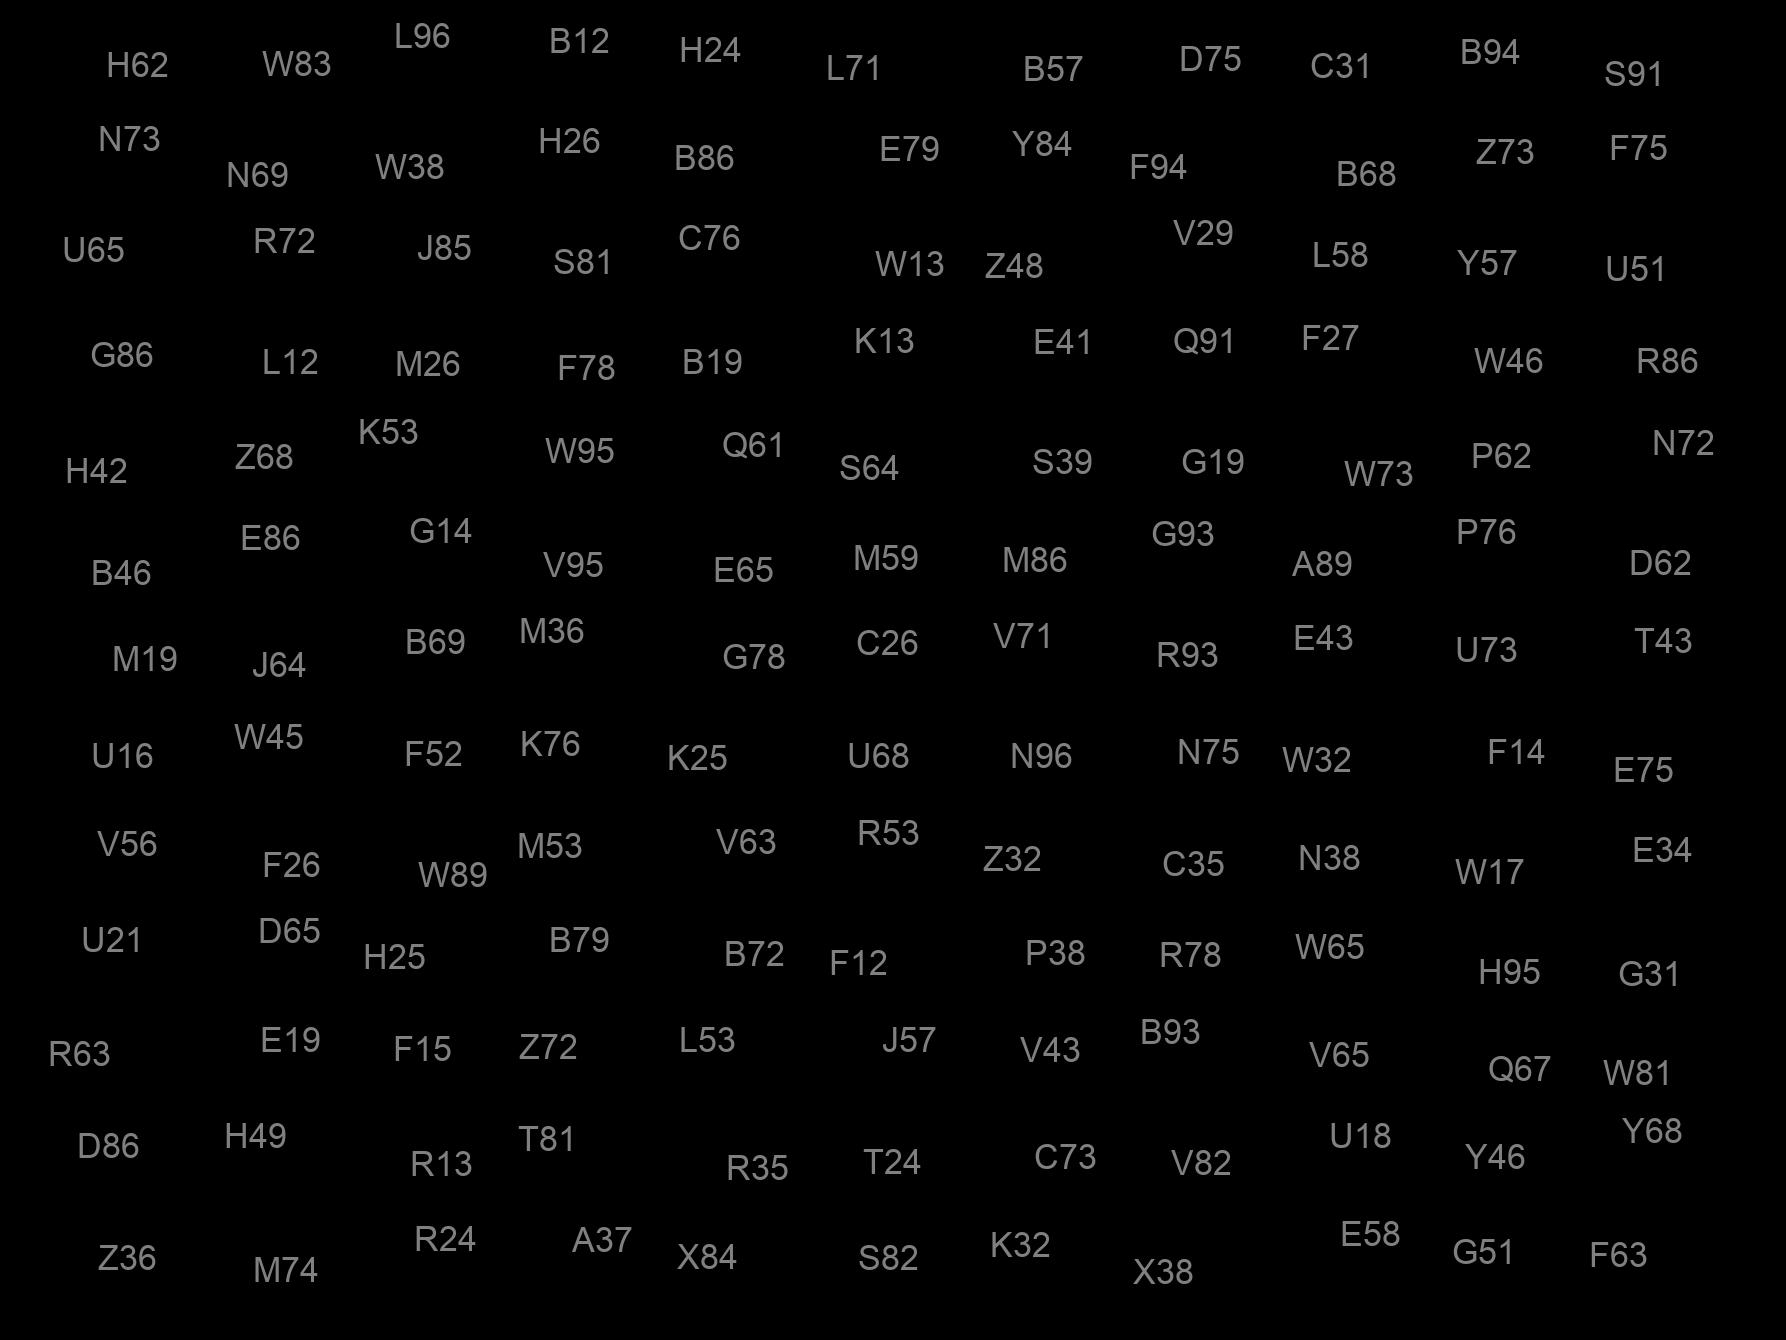 H62 W83 L96 B12 H24 L71 B57 D75 C31 B94 S91
N73 N69 W38 H26 B86 E79 Y84 F94 B68 Z73 F75
U65 R72 J85 S81 C76 W13 Z48 V29 L58 Y57 U51
G86 L12 M26 F78 B19 K13 E41 Q91 F27 W46 R86
H42 Z68 K53 W95 Q61 S64 S39 G19 W73 P62 N72
B46 E86 G14 V95 E65 M59 M86 G93 A89 P76 D62
M19 J64 B69 M36 G78 C26 V71 R93 E43 U73 T43
U16 W45 F52 K76 K25 U68 N96 N75 W32 F14 E75
V56 F26 W89 M53 V63 R53 Z32 C35 N38 W17 E34
U21 D65 H25 B79 B72 F12 P38 R78 W65 H95 G31
R63 E19 F15 Z72 L53 J57 V43 B93 V65 Q67 W81
D86 H49 R13 T81 R35 T24 C73 V82 U18 Y46 Y68
Z36 M74 R24 A37 X84 S82 K32 X38 E58 G51 F63